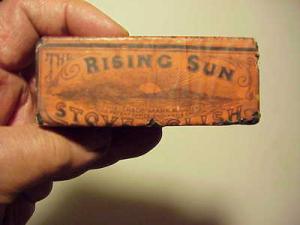 THE
RISING SUN
STOVE POLISH